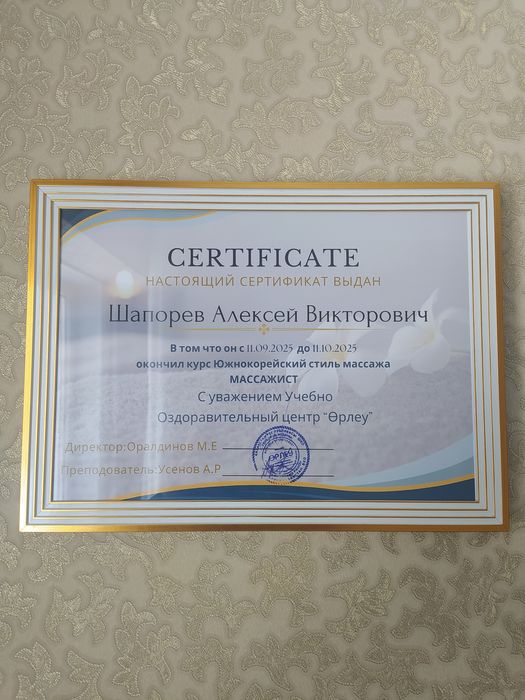 CERTIFICATE
НАСТОЯЩИЙ СЕРТИФИКАТ ВЫДАН
Шапорев Алексей Викторович
В том что он с 11.09.2025 до 11.10.2025
окончил курс Южнокорейский стиль массажа
МАССАЖИСТ
С уважением Учебно
Оздоравительный центр "Өрлеу"
Директор:Оралдинов М.Е
Преподователь:Усенов А.Р